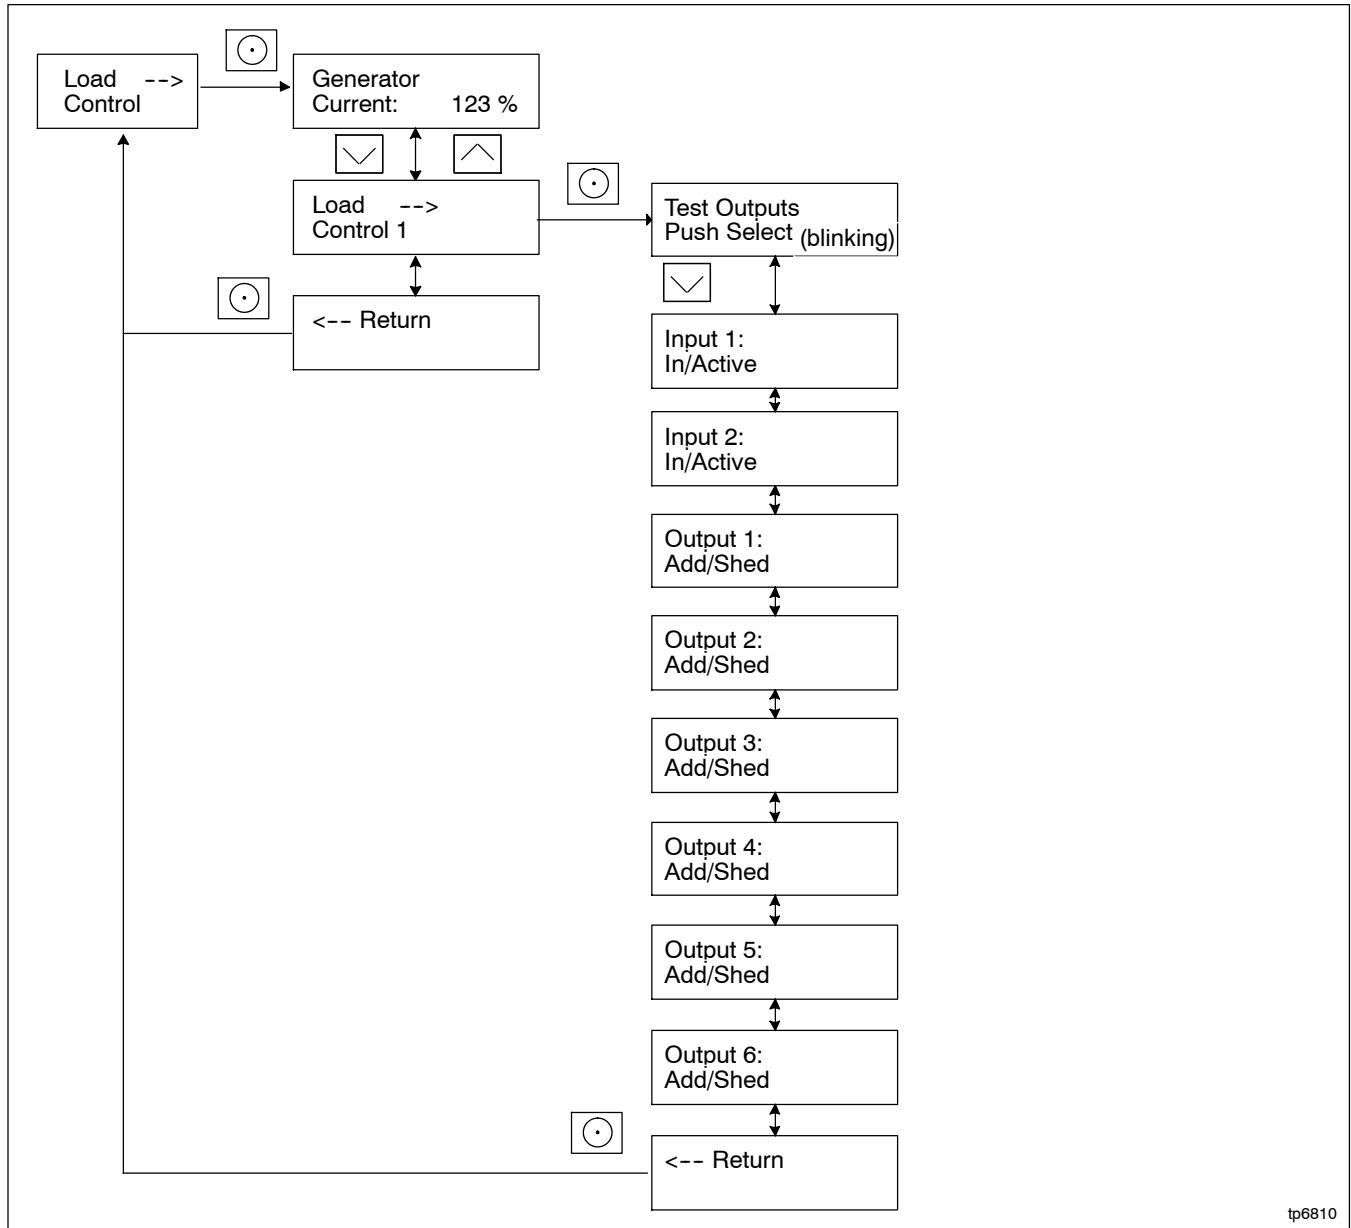 Load -->
Control
Generator
Current: 123 %
Load -->
Control 1
<-- Return
Test Outputs
Push Select (blinking)
Input 1:
In/Active
Input 2:
In/Active
Output 1:
Add/Shed
Output 2:
Add/Shed
Output 3:
Add/Shed
Output 4:
Add/Shed
Output 5:
Add/Shed
Output 6:
Add/Shed
<-- Return
tp6810